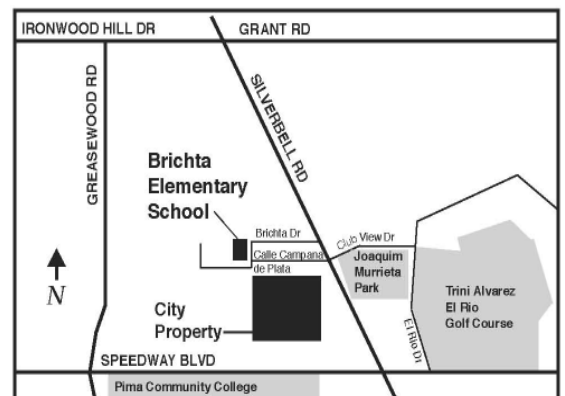 IRONWOOD HILL DR
GRANT RD
GREASEWOOD RD
SILVERBELL RD
Brichta
Elementary
School
Brichta Dr
Club View Dr
Calle Campana
de Plata
Joaquim
Murrieta
Park
N
City
Property
Trini Alvarez
El Rio
Golf Course
El Rio Dr
SPEEDWAY BLVD
Pima Community College